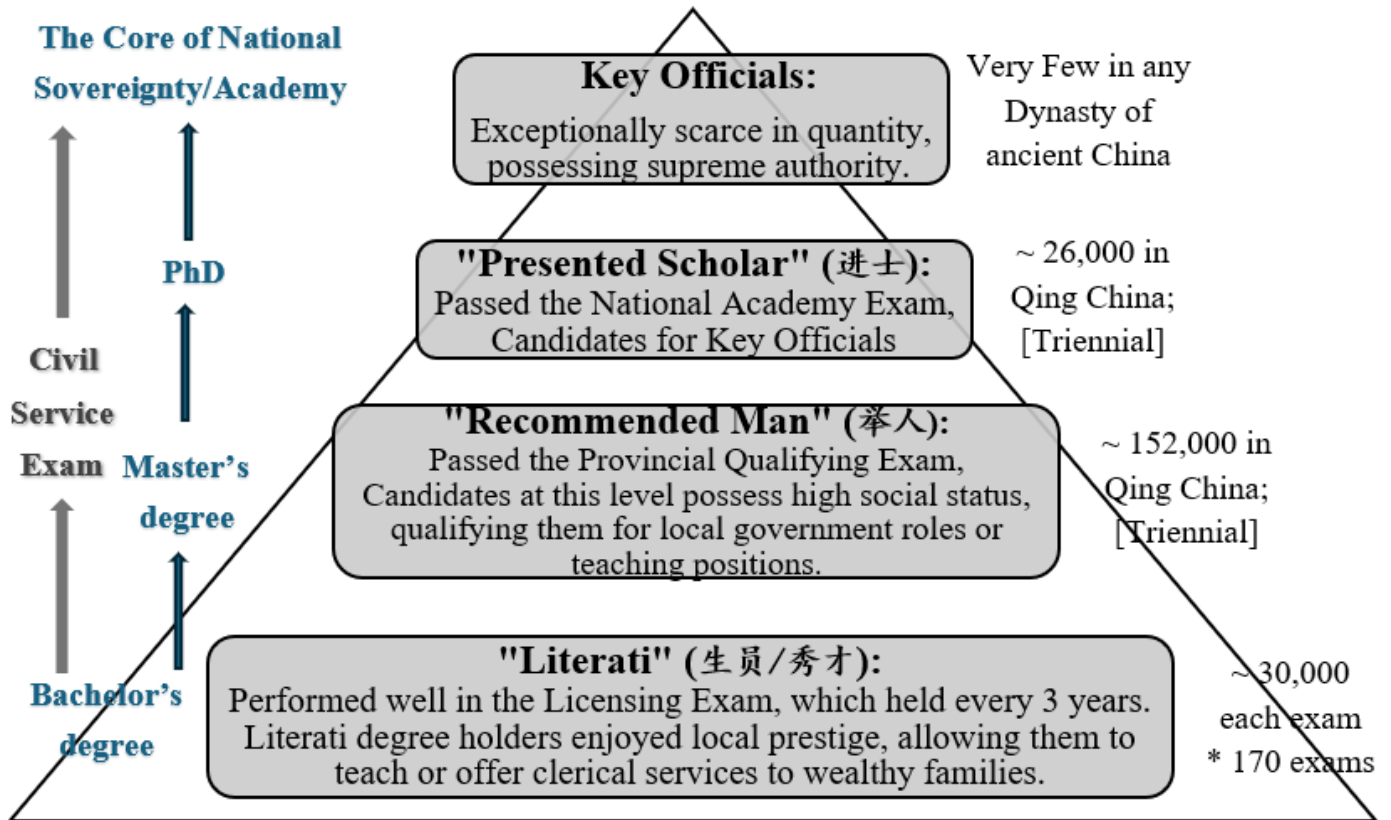 The Core of National
Sovereignty/Academy
PhD
Civil
Service
Exam
Master's
degree
Bachelor's
degree
Key Officials:
Exceptionally scarce in quantity,
possessing supreme authority.
Very Few in any
Dynasty of
ancient China
"Presented Scholar" (进士):
Passed the National Academy Exam,
Candidates for Key Officials
~ 26,000 in
Qing China;
[Triennial]
"Recommended Man" (举人):
Passed the Provincial Qualifying Exam,
Candidates at this level possess high social status,
qualifying them for local government roles or
teaching positions.
~ 152,000 in
Qing China;
[Triennial]
"Literati" (生员/秀才):
Performed well in the Licensing Exam, which held every 3 years.
Literati degree holders enjoyed local prestige, allowing them to
teach or offer clerical services to wealthy families.
~ 30,000
each exam
* 170 exams